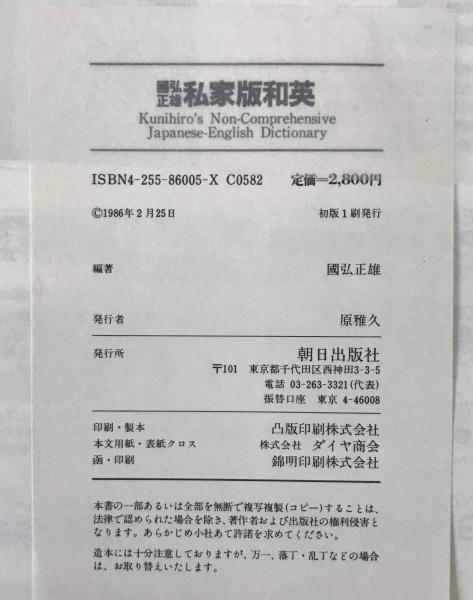 國弘正雄 私家版和英
Kunihiro's Non-Comprehensive
Japanese-English Dictionary
ISBN4-255-86005-X C0582 定価=2,800円
©1986年2月25日 初版1刷発行
編著 國弘正雄
発行者 原雅久
発行所 朝日出版社
〒101 東京都千代田区西神田3-3-5
電話 03-263-3321(代表)
振替口座 東京 4-46008
印刷・製本 凸版印刷株式会社
本文用紙・表紙クロス 株式会社 ダイヤ商会
函・印刷 錦明印刷株式会社
本書の一部あるいは全部を無断で複写複製(コピー)することは、
法律で認められた場合を除き、著作者および出版社の権利侵害と
なります。あらかじめ小社あて許諾を求めてください。
造本には十分注意しておりますが、万一、落丁・乱丁などの場合
は、お取り替えいたします。